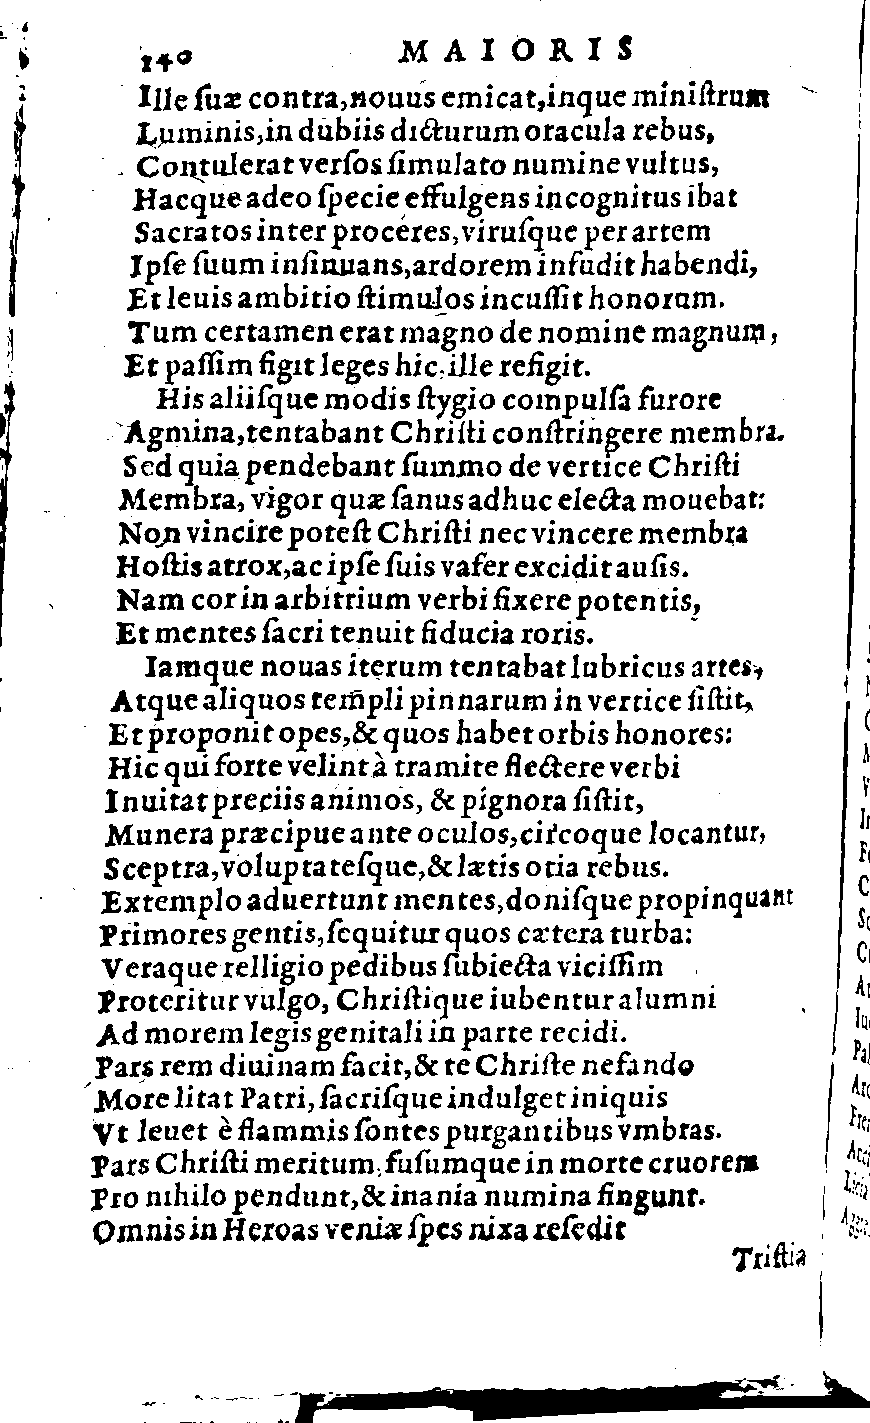 140 MAIORIS
Ille ſuæ contra, nouus emicat, inque miniſtrum
Luminis, in dubiis dicturum oracula rebus,
Contulerat verſos ſimulato numine vultus,
Hacque adeo ſpecie effulgens incognitus ibat
Sacratos inter proceres, viruſque per artem
Ipſe ſuum inſinuans, ardorem infudit habendi,
Et leuis ambitio ſtimulos incuſſit honorum.
Tum certamen erat magno de nomine magnum,
Et paſſim figit leges hic, ille refigit.
His aliiſque modis ſtygio compulſa furore
Agmina, tentabant Chriſti conſtringere membra.
Sed quia pendebant ſummo de vertice Chriſti
Membra, vigor quæ ſanus adhuc electa mouebat:
Non vincire poteſt Chriſti nec vincere membra
Hoſtis atrox, ac ipſe ſuis vafer excidit auſis.
Nam cor in arbitrium verbi fixere potentis,
Et mentes ſacri tenuit fiducia roris.
Iamque nouas iterum tentabat lubricus artes,
Atque aliquos tem̃pli pinnarum in vertice ſiſtit,
Et proponit opes, & quos habet orbis honores:
Hic qui forte velint à tramite flectere verbi
Inuitat preciis animos, & pignora ſiſtit,
Munera præcipue ante oculos, circoque locantur,
Sceptra, voluptateſque, & lætis otia rebus.
Extemplo aduertunt mentes, doniſque propinquant
Primores gentis, ſequitur quos cætera turba:
Veraque relligio pedibus ſubiecta viciſſim
Proteritur vulgo, Chriſtique iubentur alumni
Ad morem legis genitali in parte recidi.
Pars rem diuinam facit, & te Chriſte nefando
More litat Patri, ſacriſque indulget iniquis
Vt leuet è flammis ſontes purgantibus vmbras.
Pars Chriſti meritum, fuſumque in morte cruorem
Pro nihilo pendunt, & inania numina fingunt.
Omnis in Heroas veniæ ſpes nixa reſedit
Triſtia